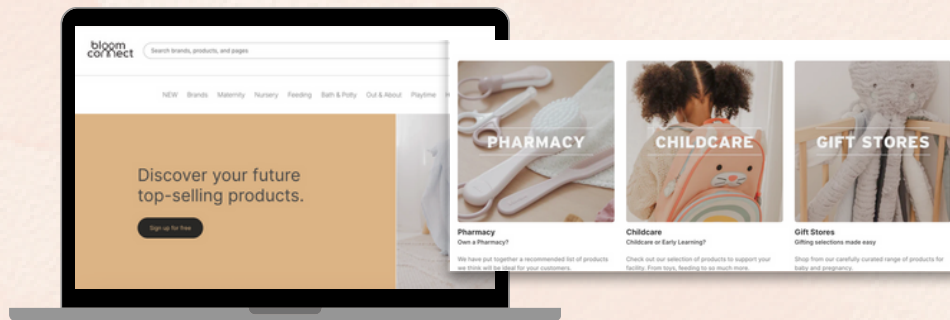 bloom
connect
Search brands, products, and pages
NEW Brands Maternity Nursery Feeding Bath & Potty Out & About Playtime
Discover your future
top-selling products.
Sign up for free
PHARMACY
CHILDCARE
GIFT STORES
Pharmacy
Own a Pharmacy?
We have put together a recommended list of products
we think will be ideal for your customers.
Childcare
Childcare or Early Learning?
Check out our selection of products to support your
facility. From toys, feeding to so much more.
Gift Stores
Gifting selections made easy
Shop from our carefully curated range of products for
baby and pregnancy.